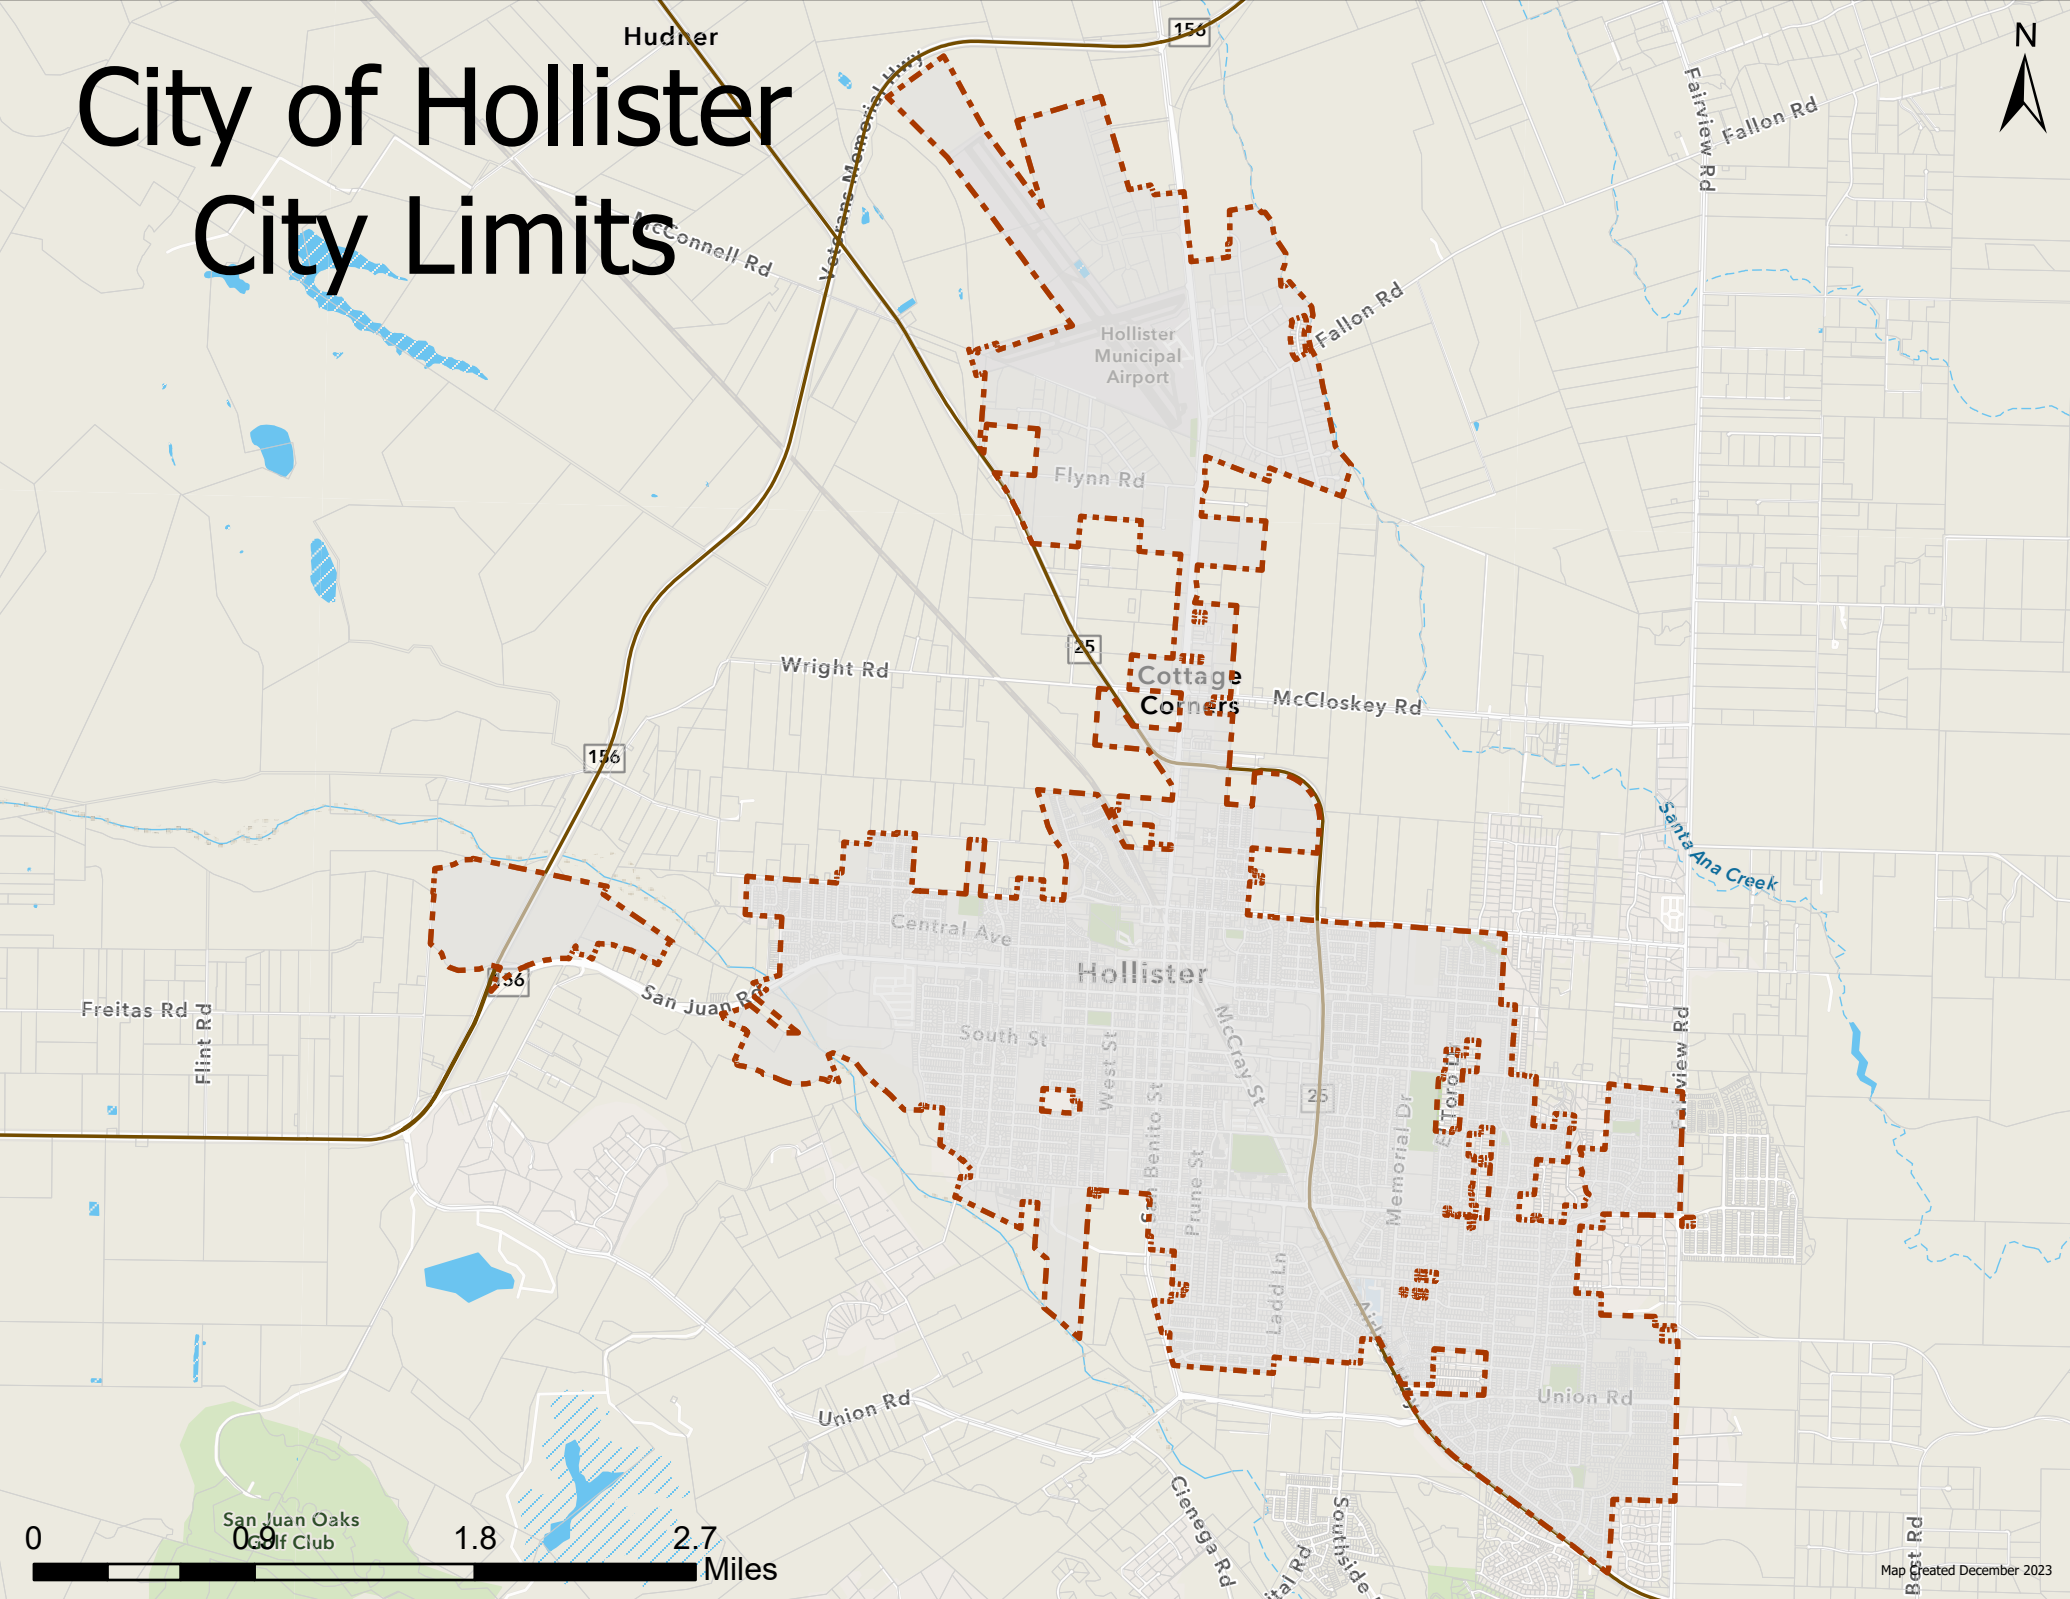 Hudner
156
N
City of Hollister
City Limits
Veterans Memorial Hwy
Fairview Rd
Fallon Rd
McConnell Rd
Fallon Rd
Hollister
Municipal
Airport
Flynn Rd
25
Wright Rd
Cottage
Corners
McCloskey Rd
156
Santa Ana Creek
Central Ave
Hollister
156
San Juan Rd
Freitas Rd
Flint Rd
South St
West St
McCray St
25
El Toro Dr
Fairview Rd
San Benito St
Prune St
Memorial Dr
Ladd Ln
Airline Hwy
Union Rd
Union Rd
Cienega Rd
Southside
ital Rd
Best Rd
San Juan Oaks
Golf Club
0 0.9 1.8 2.7
Miles
Map Created December 2023